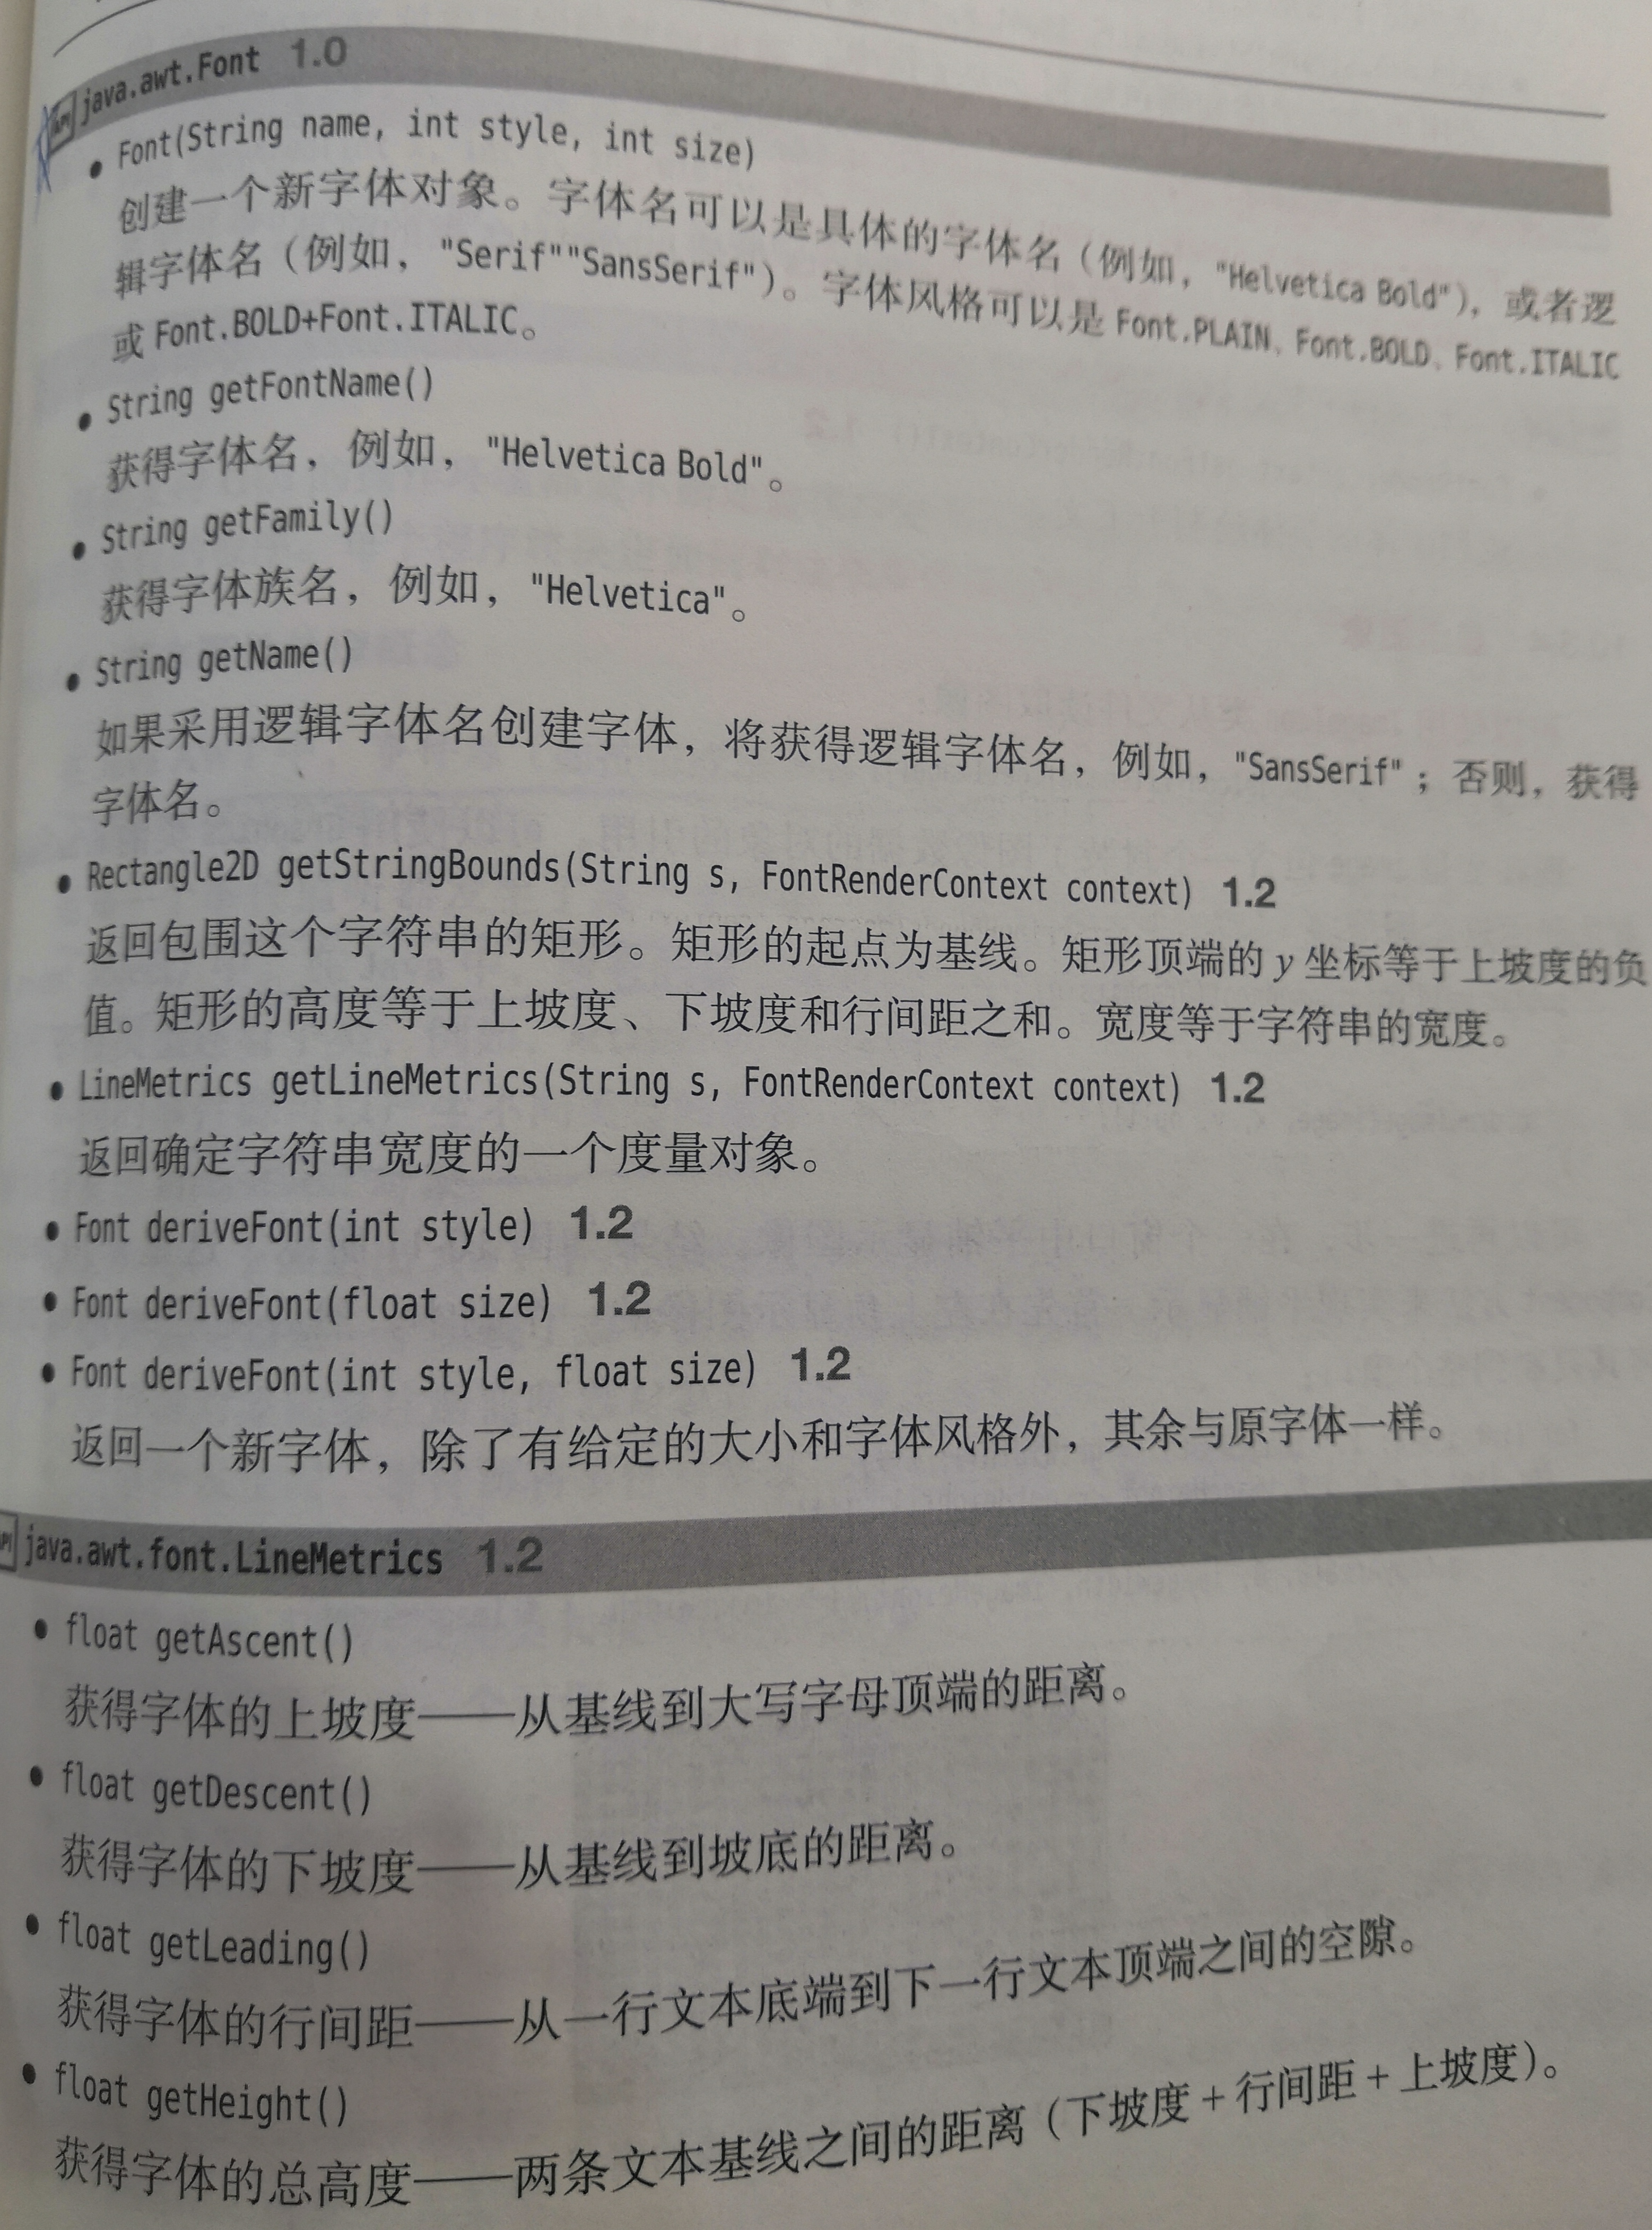 API java.awt.Font 1.0
• Font(String name, int style, int size)
创建一个新字体对象。字体名可以是具体的字体名（例如，"Helvetica Bold"），或者逻
辑字体名（例如，"Serif""SansSerif"）。字体风格可以是 Font.PLAIN、Font.BOLD、Font.ITALIC
或 Font.BOLD+Font.ITALIC。
• String getFontName()
获得字体名，例如，"Helvetica Bold"。
• String getFamily()
获得字体族名，例如，"Helvetica"。
• String getName()
如果采用逻辑字体名创建字体，将获得逻辑字体名，例如，"SansSerif"；否则，获得
字体名。
• Rectangle2D getStringBounds(String s, FontRenderContext context) 1.2
返回包围这个字符串的矩形。矩形的起点为基线。矩形顶端的 y 坐标等于上坡度的负
值。矩形的高度等于上坡度、下坡度和行间距之和。宽度等于字符串的宽度。
• LineMetrics getLineMetrics(String s, FontRenderContext context) 1.2
返回确定字符串宽度的一个度量对象。
• Font deriveFont(int style) 1.2
• Font deriveFont(float size) 1.2
• Font deriveFont(int style, float size) 1.2
返回一个新字体，除了有给定的大小和字体风格外，其余与原字体一样。
API java.awt.font.LineMetrics 1.2
• float getAscent()
获得字体的上坡度——从基线到大写字母顶端的距离。
• float getDescent()
获得字体的下坡度——从基线到坡底的距离。
• float getLeading()
获得字体的行间距——从一行文本底端到下一行文本顶端之间的空隙。
• float getHeight()
获得字体的总高度——两条文本基线之间的距离（下坡度 + 行间距 + 上坡度）。